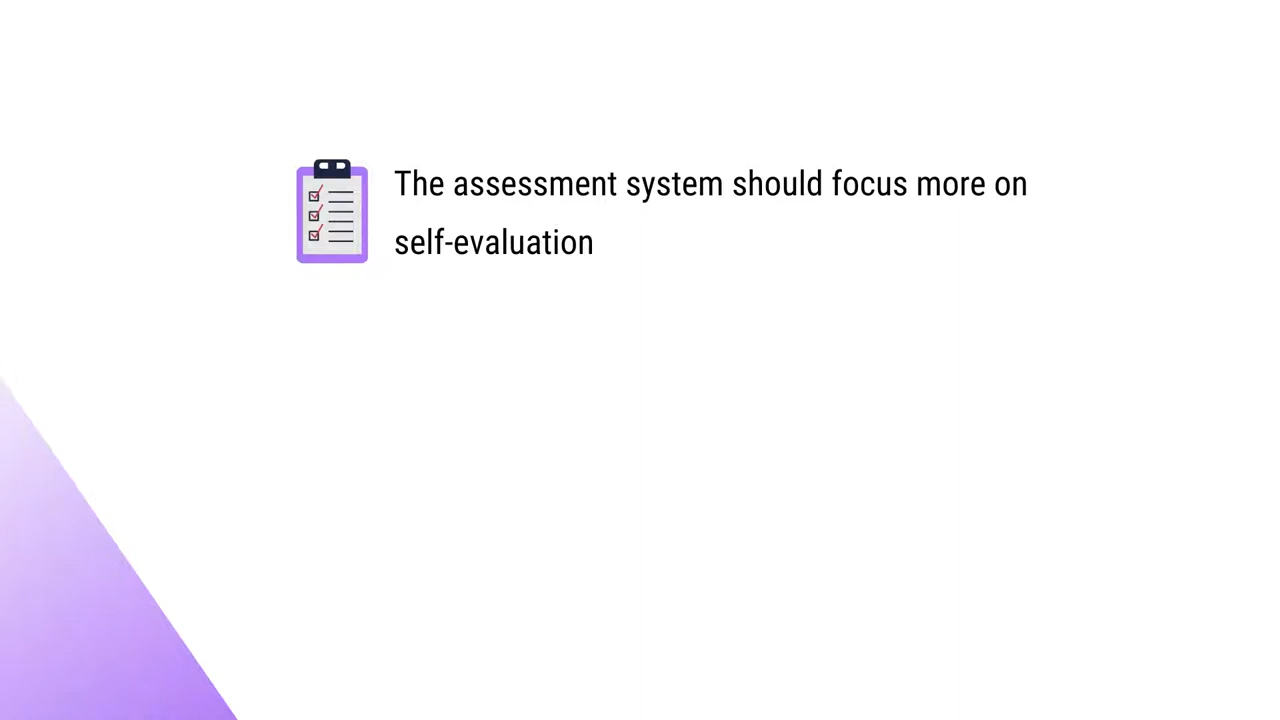 The assessment system should focus more on
self-evaluation